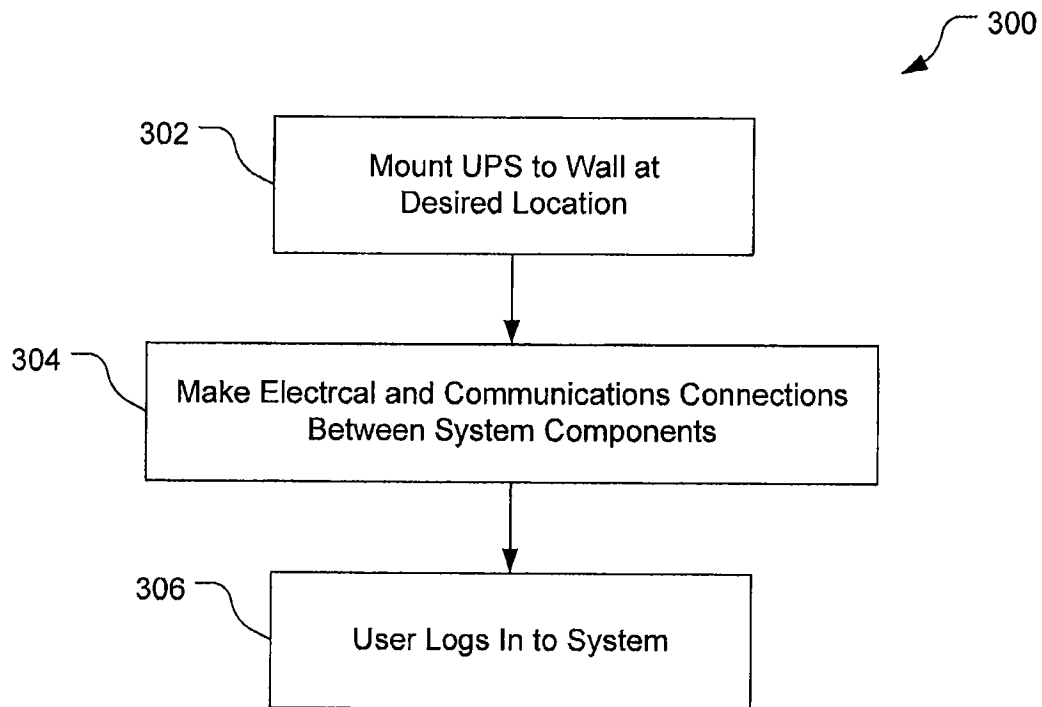 300
302
Mount UPS to Wall at
Desired Location
304
Make Electrcal and Communications Connections
Between System Components
306
User Logs In to System